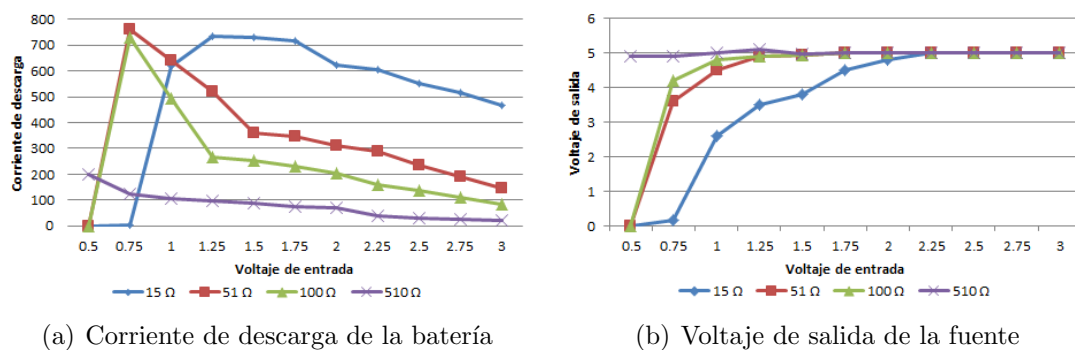 800
700
600
500
400
300
200
100
0
Corriente de descarga
0.5 0.75 1 1.25 1.5 1.75 2 2.25 2.5 2.75 3
Voltaje de entrada
15 Ω 51 Ω 100 Ω 510 Ω
(a) Corriente de descarga de la batería
6
5
4
3
2
1
0
Voltaje de salida
0.5 0.75 1 1.25 1.5 1.75 2 2.25 2.5 2.75 3
Voltaje de entrada
15 Ω 51 Ω 100 Ω 510 Ω
(b) Voltaje de salida de la fuente